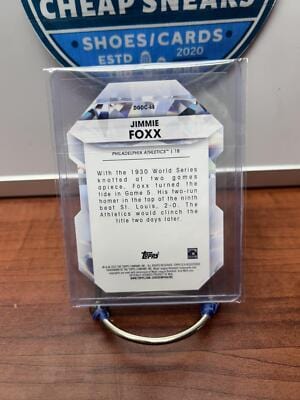 CHEAP SNEAKS
SHOES/CARDS
ESTD 2020
DGDC-44
JIMMIE
FOXX
PHILADELPHIA ATHLETICS™ | 1B
With the 1930 World Series
knotted at two games
apiece, Foxx turned the
tide in Game 5. His two-run
homer in the top of the ninth
beat St. Louis, 2-0. The
Athletics would clinch the
title two days later.
Topps